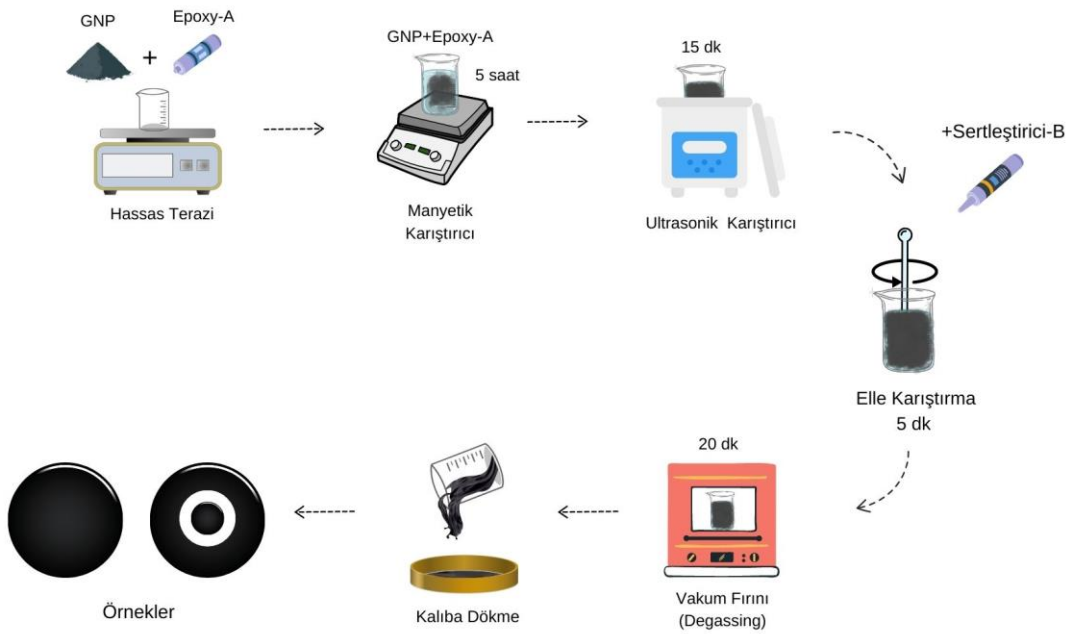 GNP
Epoxy-A
+
Hassas Terazi
GNP+Epoxy-A
5 saat
Manyetik
Karıştırıcı
15 dk
Ultrasonik Karıştırıcı
+Sertleştirici-B
Elle Karıştırma
5 dk
20 dk
Vakum Fırını
(Degassing)
Kalıba Dökme
Örnekler